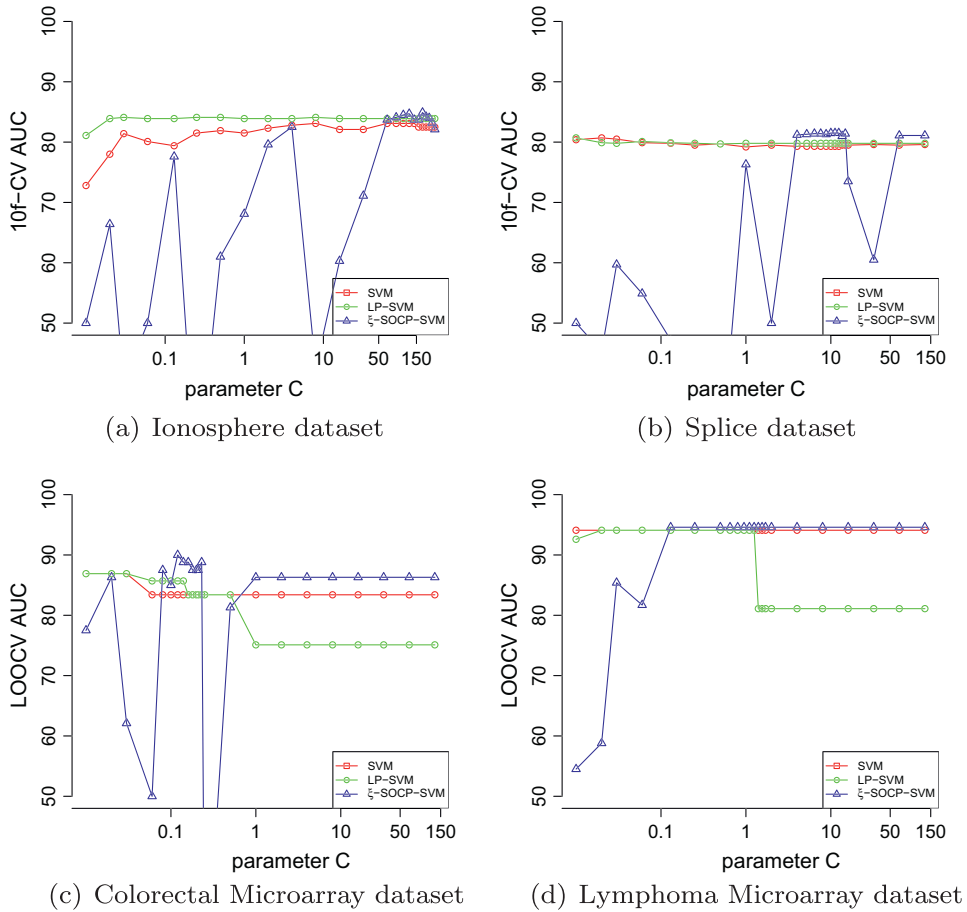 100
90
80
70
60
50
10f−CV AUC
SVM
LP−SVM
ξ−SOCP−SVM
0.1 1 10 50 150
parameter C
(a) Ionosphere dataset
100
90
80
70
60
50
10f−CV AUC
SVM
LP−SVM
ξ−SOCP−SVM
0.1 1 10 50 150
parameter C
(b) Splice dataset
100
90
80
70
60
50
LOOCV AUC
SVM
LP−SVM
ξ−SOCP−SVM
0.1 1 10 50 150
parameter C
(c) Colorectal Microarray dataset
100
90
80
70
60
50
LOOCV AUC
SVM
LP−SVM
ξ−SOCP−SVM
0.1 1 10 50 150
parameter C
(d) Lymphoma Microarray dataset